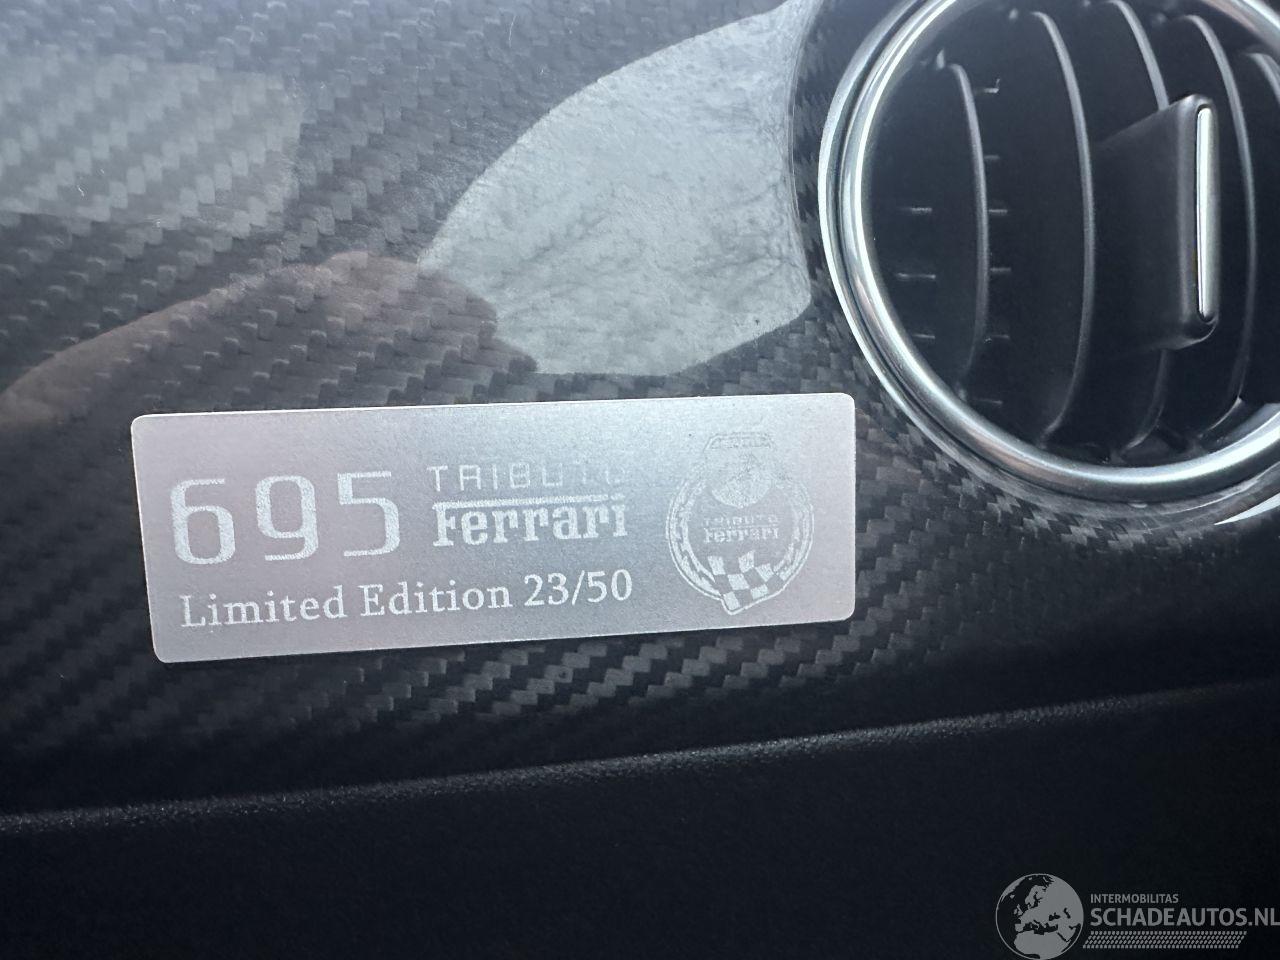 695 TRIBUTO
Ferrari
Limited Edition 23/50
TRIBUTO
Ferrari
INTERMOBILITAS
SCHADEAUTOS.NL